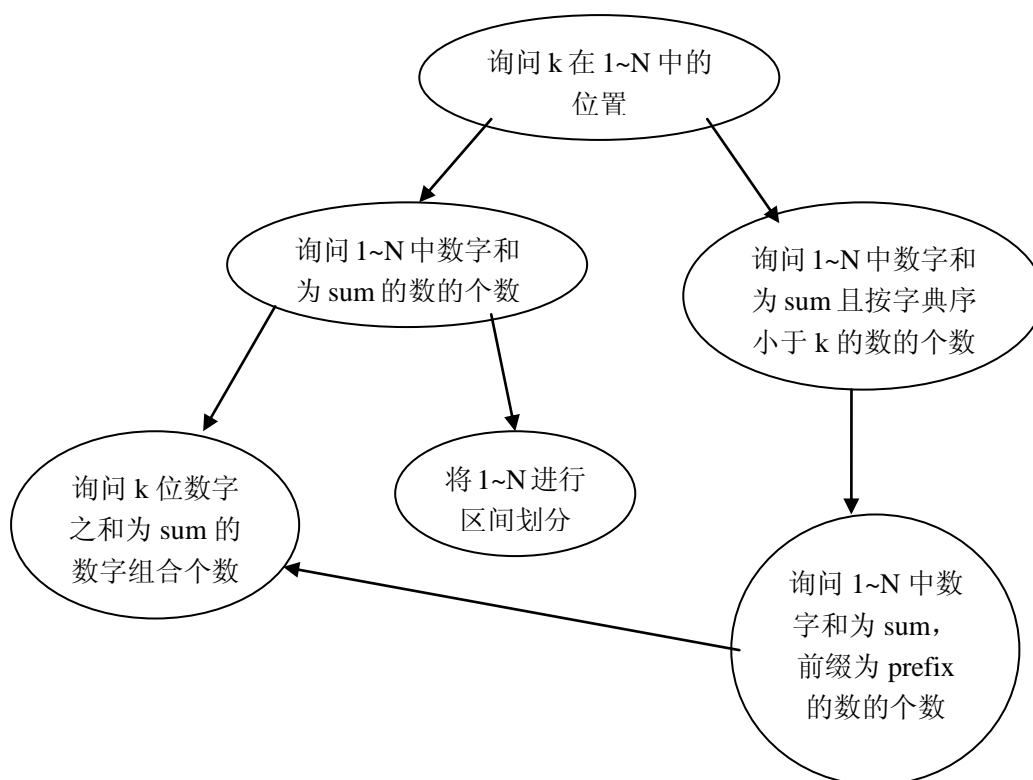 询问 k 在 1~N 中的
位置
询问 1~N 中数字和
为 sum 的数的个数
询问 1~N 中数字和
为 sum 且按字典序
小于 k 的数的个数
询问 k 位数字
之和为 sum 的
数字组合个数
将 1~N 进行
区间划分
询问 1~N 中数
字和为 sum，
前缀为 prefix
的数的个数